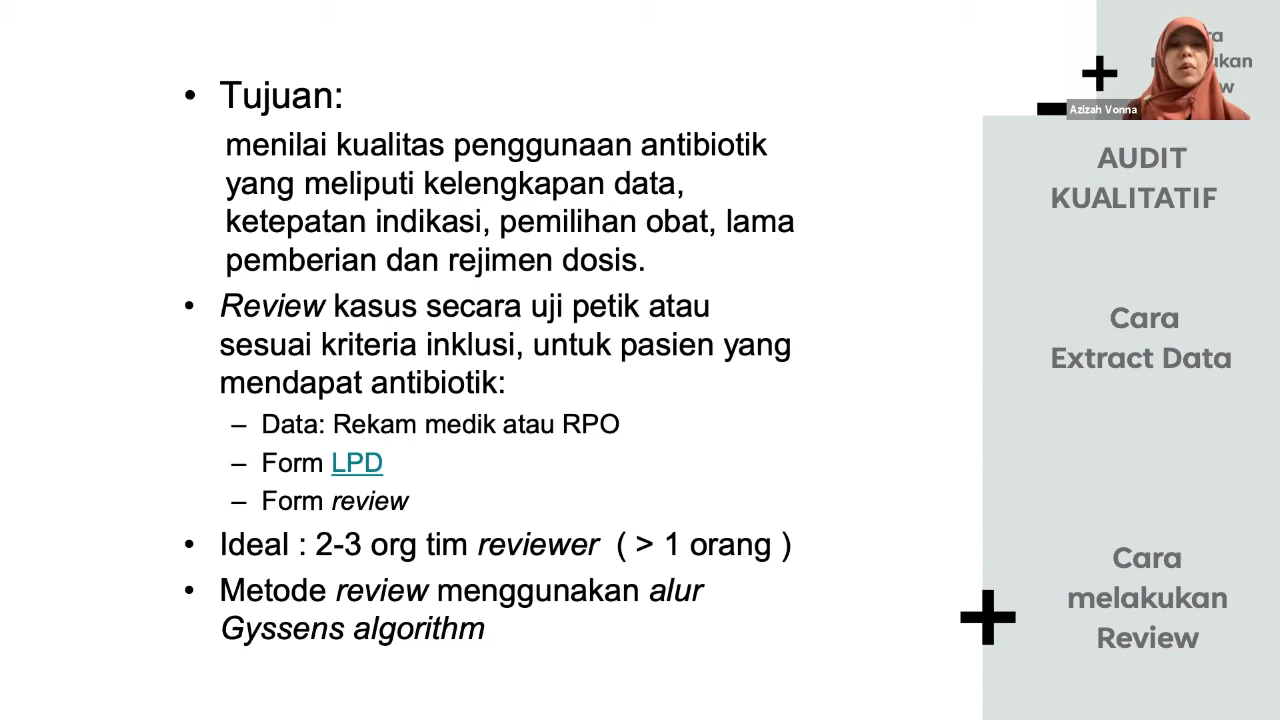 • Tujuan:
menilai kualitas penggunaan antibiotik
yang meliputi kelengkapan data,
ketepatan indikasi, pemilihan obat, lama
pemberian dan rejimen dosis.
• Review kasus secara uji petik atau
sesuai kriteria inklusi, untuk pasien yang
mendapat antibiotik:
– Data: Rekam medik atau RPO
– Form LPD
– Form review
• Ideal : 2-3 org tim reviewer ( > 1 orang )
• Metode review menggunakan alur
Gyssens algorithm
Azizah Vonna
AUDIT
KUALITATIF
Cara
Extract Data
Cara
melakukan
Review